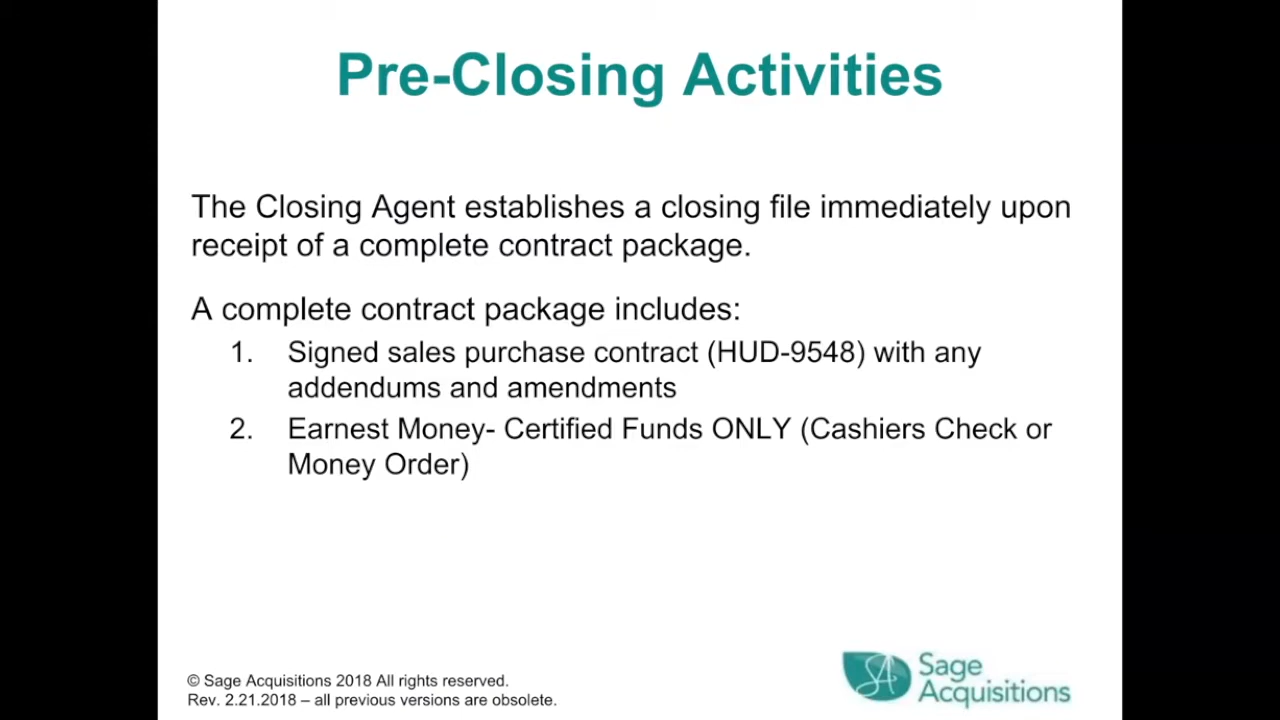 Pre-Closing Activities
The Closing Agent establishes a closing file immediately upon
receipt of a complete contract package.
A complete contract package includes:
1. Signed sales purchase contract (HUD-9548) with any
addendums and amendments
2. Earnest Money- Certified Funds ONLY (Cashiers Check or
Money Order)
© Sage Acquisitions 2018 All rights reserved.
Rev. 2.21.2018 – all previous versions are obsolete.
SA
Sage
Acquisitions